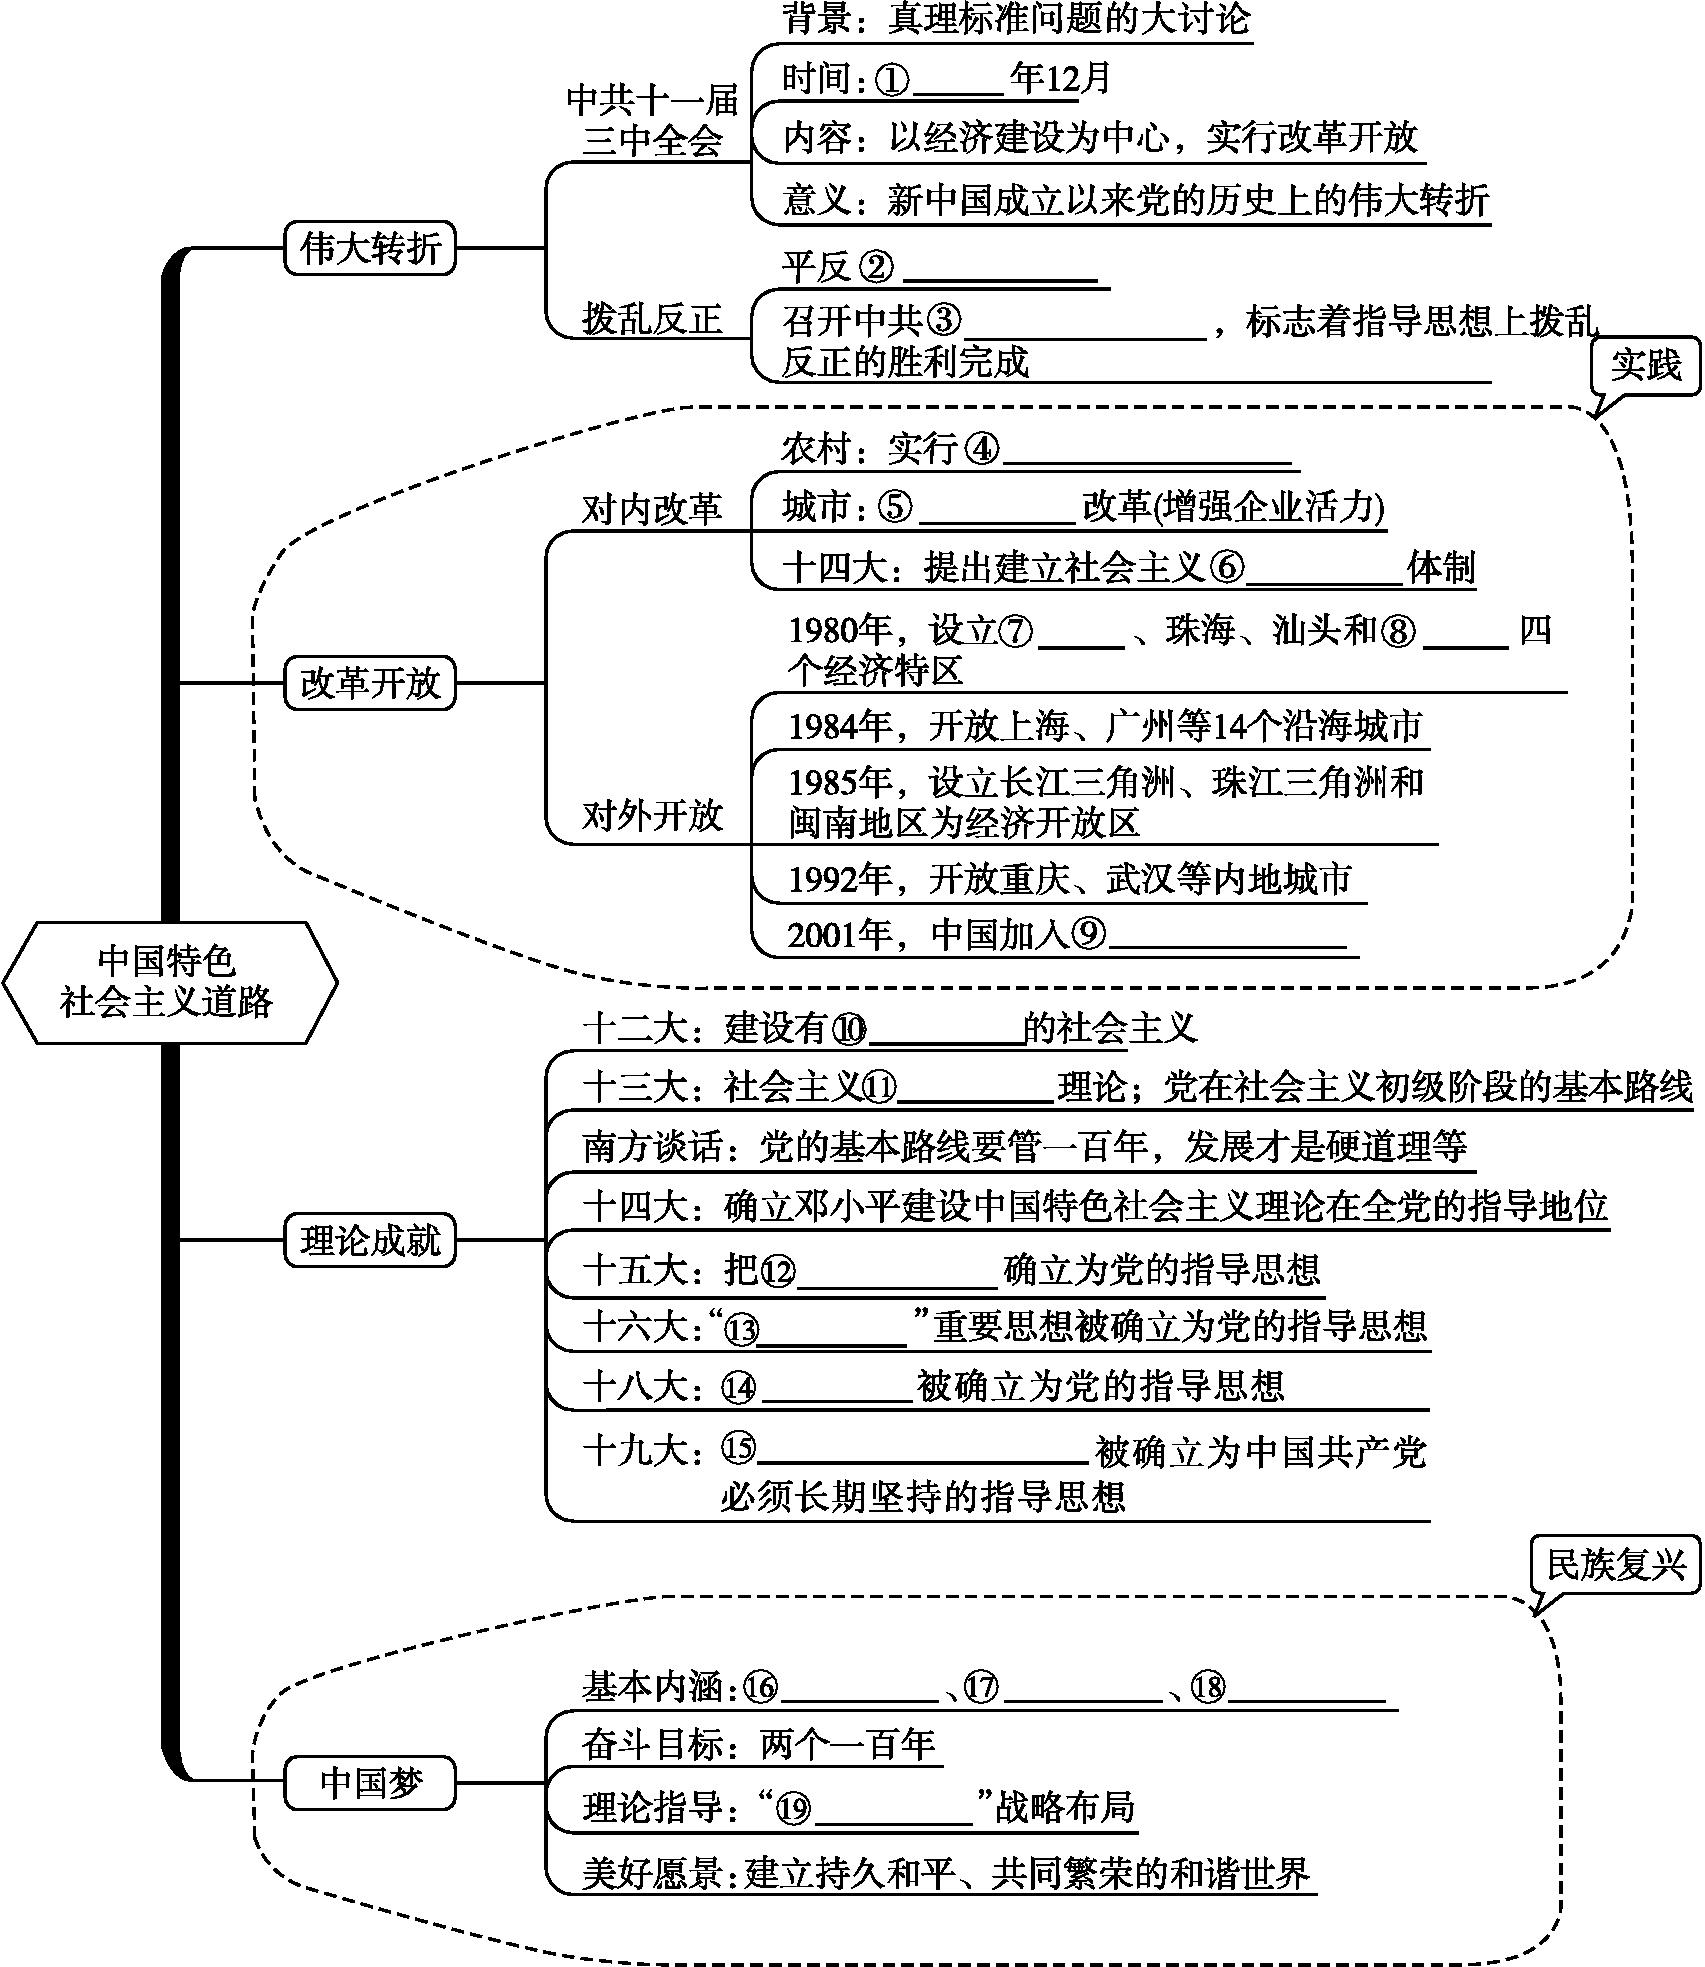 背景：真理标准问题的大讨论
时间：①_____年12月
中共十一届
三中全会
内容：以经济建设为中心，实行改革开放
意义：新中国成立以来党的历史上的伟大转折
伟大转折
平反②__________
拨乱反正
召开中共③____________，标志着指导思想上拨乱
反正的胜利完成
实践
农村：实行④______________
对内改革
城市：⑤________改革(增强企业活力)
十四大：提出建立社会主义⑥________体制
1980年，设立⑦____、珠海、汕头和⑧____四
个经济特区
改革开放
1984年，开放上海、广州等14个沿海城市
1985年，设立长江三角洲、珠江三角洲和
闽南地区为经济开放区
对外开放
1992年，开放重庆、武汉等内地城市
2001年，中国加入⑨____________
中国特色
社会主义道路
十二大：建设有⑩________的社会主义
十三大：社会主义⑪________理论；党在社会主义初级阶段的基本路线
南方谈话：党的基本路线要管一百年，发展才是硬道理等
十四大：确立邓小平建设中国特色社会主义理论在全党的指导地位
理论成就
十五大：把⑫__________确立为党的指导思想
十六大：“⑬________”重要思想被确立为党的指导思想
十八大：⑭________被确立为党的指导思想
十九大：⑮________________被确立为中国共产党
必须长期坚持的指导思想
民族复兴
基本内涵：⑯________、⑰________、⑱________
奋斗目标：两个一百年
中国梦
理论指导：“⑲________”战略布局
美好愿景：建立持久和平、共同繁荣的和谐世界